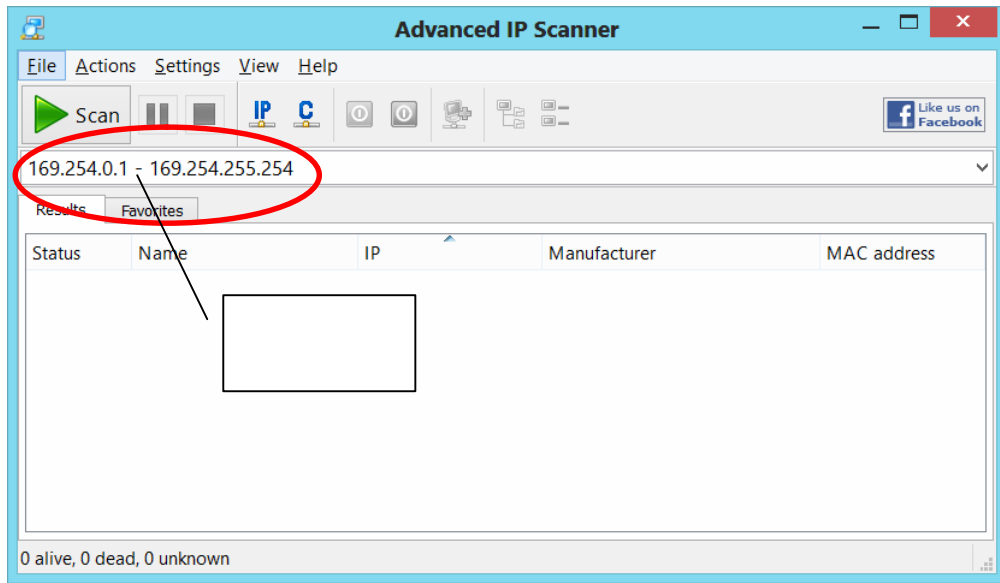 Advanced IP Scanner
File Actions Settings View Help
Scan IP C Like us on
Facebook
169.254.0.1 - 169.254.255.254
Results Favorites
Status Name IP Manufacturer MAC address
0 alive, 0 dead, 0 unknown